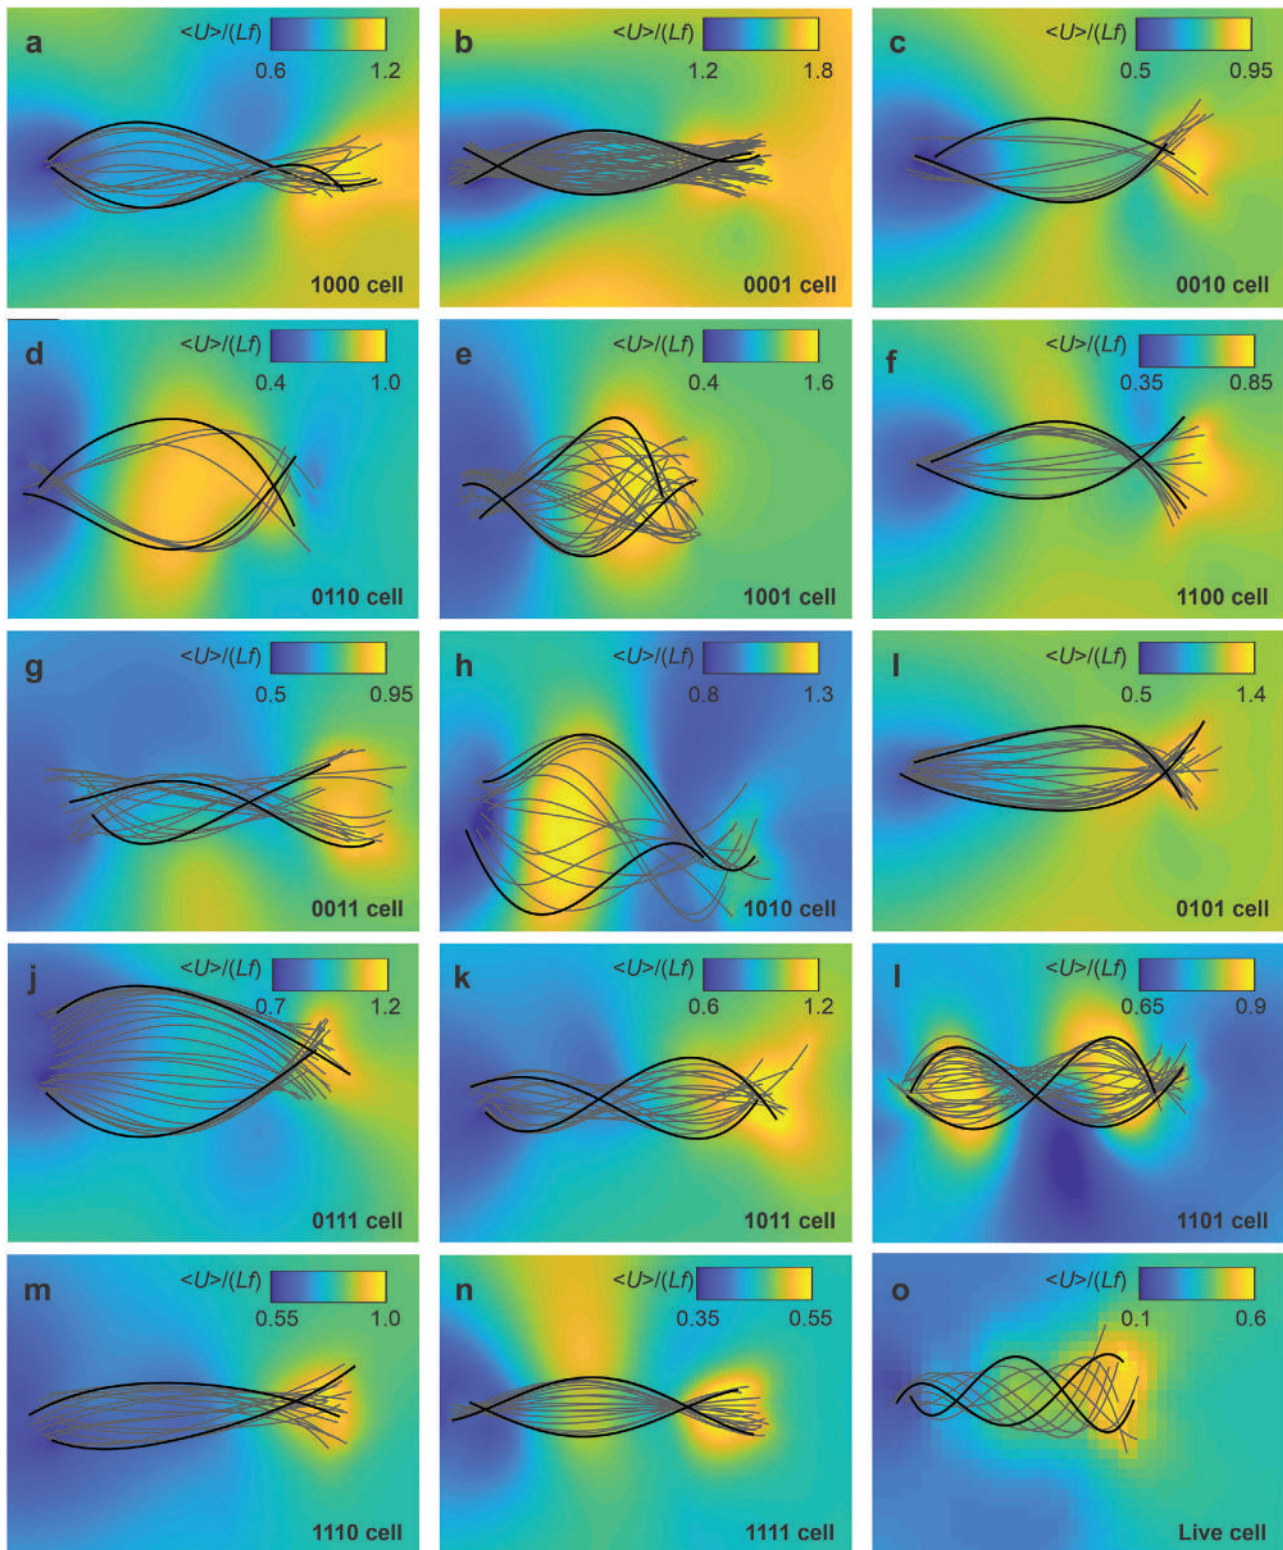 a <U>/(Lf)
0.6 1.2
1000 cell
b <U>/(Lf)
1.2 1.8
0001 cell
c <U>/(Lf)
0.5 0.95
0010 cell
d <U>/(Lf)
0.4 1.0
0110 cell
e <U>/(Lf)
0.4 1.6
1001 cell
f <U>/(Lf)
0.35 0.85
1100 cell
g <U>/(Lf)
0.5 0.95
0011 cell
h <U>/(Lf)
0.8 1.3
1010 cell
I <U>/(Lf)
0.5 1.4
0101 cell
j <U>/(Lf)
0.7 1.2
0111 cell
k <U>/(Lf)
0.6 1.2
1011 cell
l <U>/(Lf)
0.65 0.9
1101 cell
m <U>/(Lf)
0.55 1.0
1110 cell
n <U>/(Lf)
0.35 0.55
1111 cell
o <U>/(Lf)
0.1 0.6
Live cell